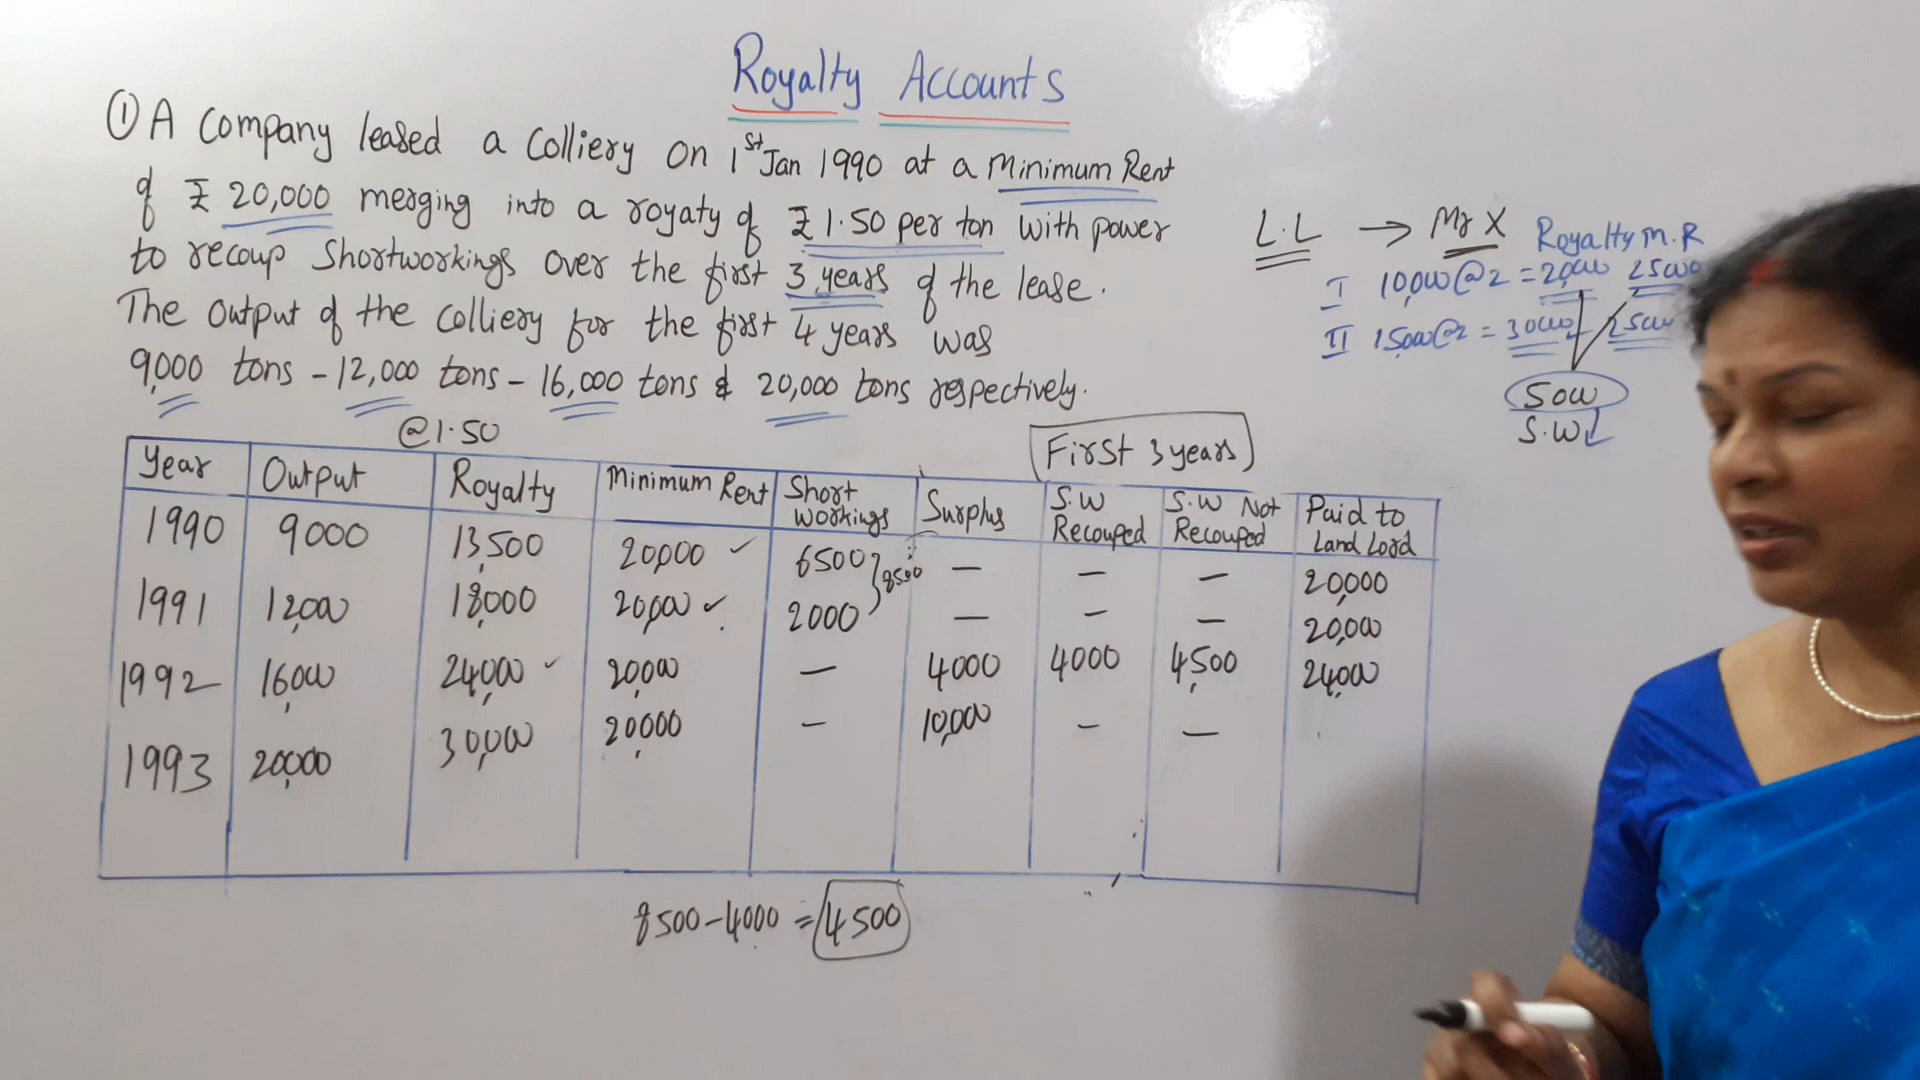 Royalty Accounts
① A Company leased a Colliery on 1st Jan 1990 at a Minimum Rent
of ₹ 20,000 merging into a royaty of ₹ 1.50 per ton with power
to recoup Shortworkings over the first 3 years of the lease.
The Output of the Colliery for the first 4 years was
9,000 tons - 12,000 tons - 16,000 tons & 20,000 tons respectively.
L.L → Mr X Royalty M.R
I 10,000 @ 2 = 20,000 25000
II 15,000 @ 2 = 30000 25000
5000
S.W
@1.50
First 3 years
Year Output Royalty Minimum Rent Short Workings Surplus S.W Recouped S.W Not Recouped Paid to Land Lord
1990 9000 13,500 20,000 ✓ 6500 — — — 20,000
8500
1991 12,000 18,000 20,000 ✓ 2000 — — — 20,000
1992 16,000 24,000 ✓ 20,000 — 4000 4000 4,500 24,000
1993 20,000 30,000 20,000 — 10,000 — —
8500 - 4000 = 4500